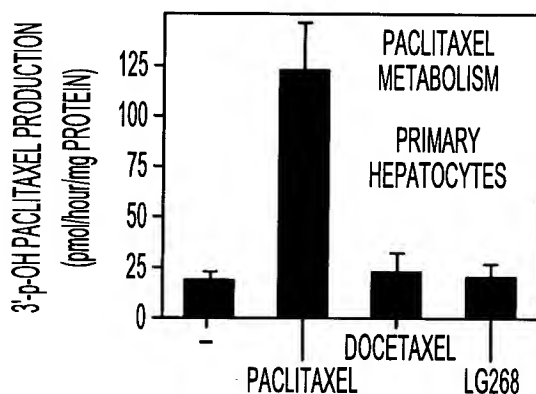 3'-p-OH PACLITAXEL PRODUCTION
(pmol/hour/mg PROTEIN)
125
100
75
50
25
0
PACLITAXEL
METABOLISM
PRIMARY
HEPATOCYTES
–
DOCETAXEL
PACLITAXEL
LG268